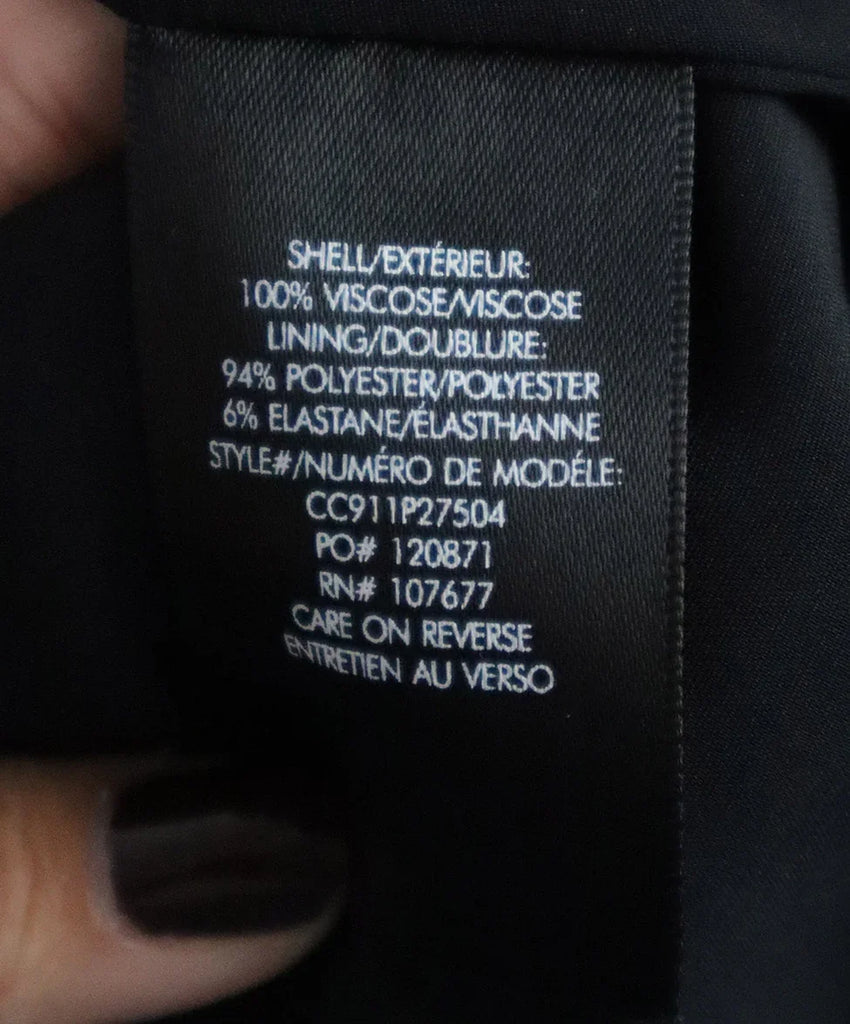 SHELL/EXTÉRIEUR:
100% VISCOSE/VISCOSE
LINING/DOUBLURE:
94% POLYESTER/POLYESTER
6% ELASTANE/ÉLASTHANNE
STYLE#/NUMÉRO DE MODÉLE:
CC911P27504
PO# 120871
RN# 107677
CARE ON REVERSE
ENTRETIEN AU VERSO